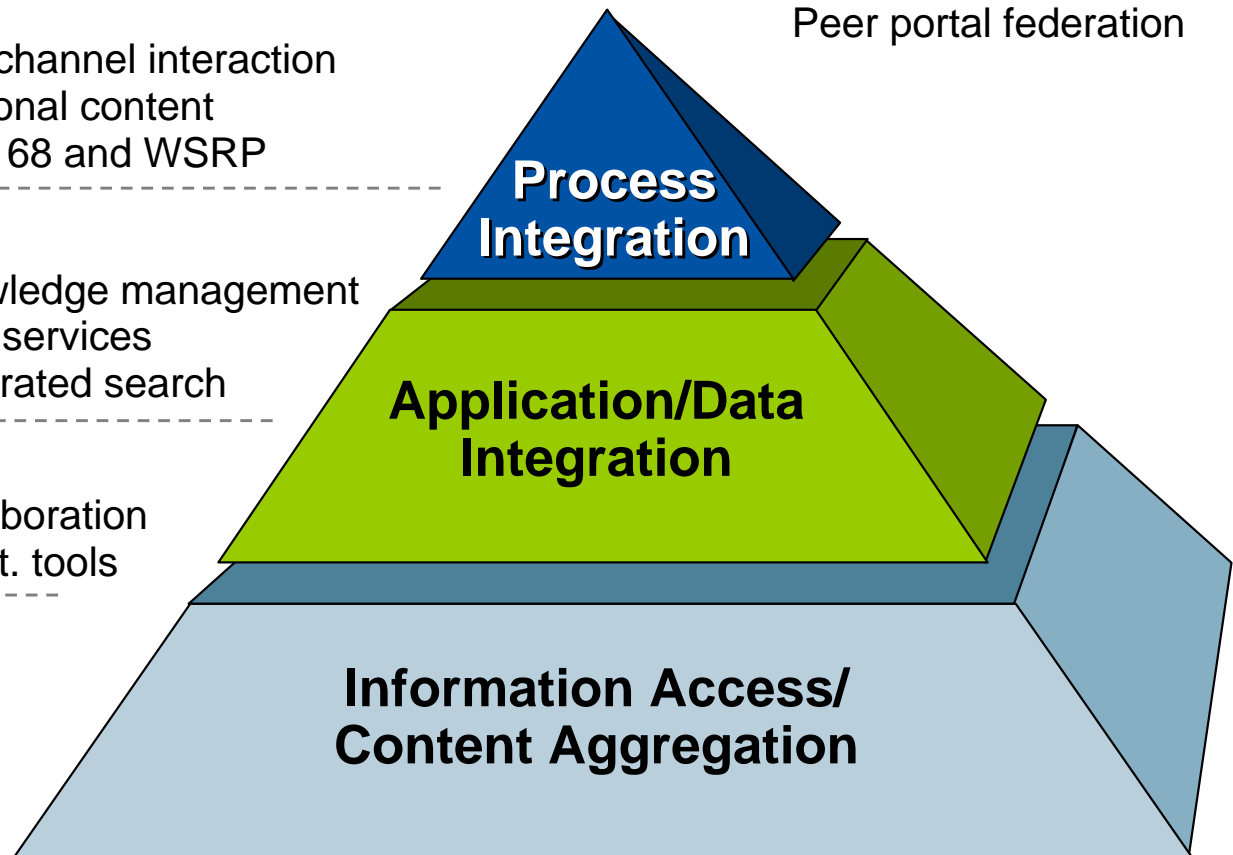 Peer portal federation
channel interaction
onal content
68 and WSRP
Process
Integration
wledge management
services
rated search
Application/Data
Integration
boration
t. tools
Information Access/
Content Aggregation